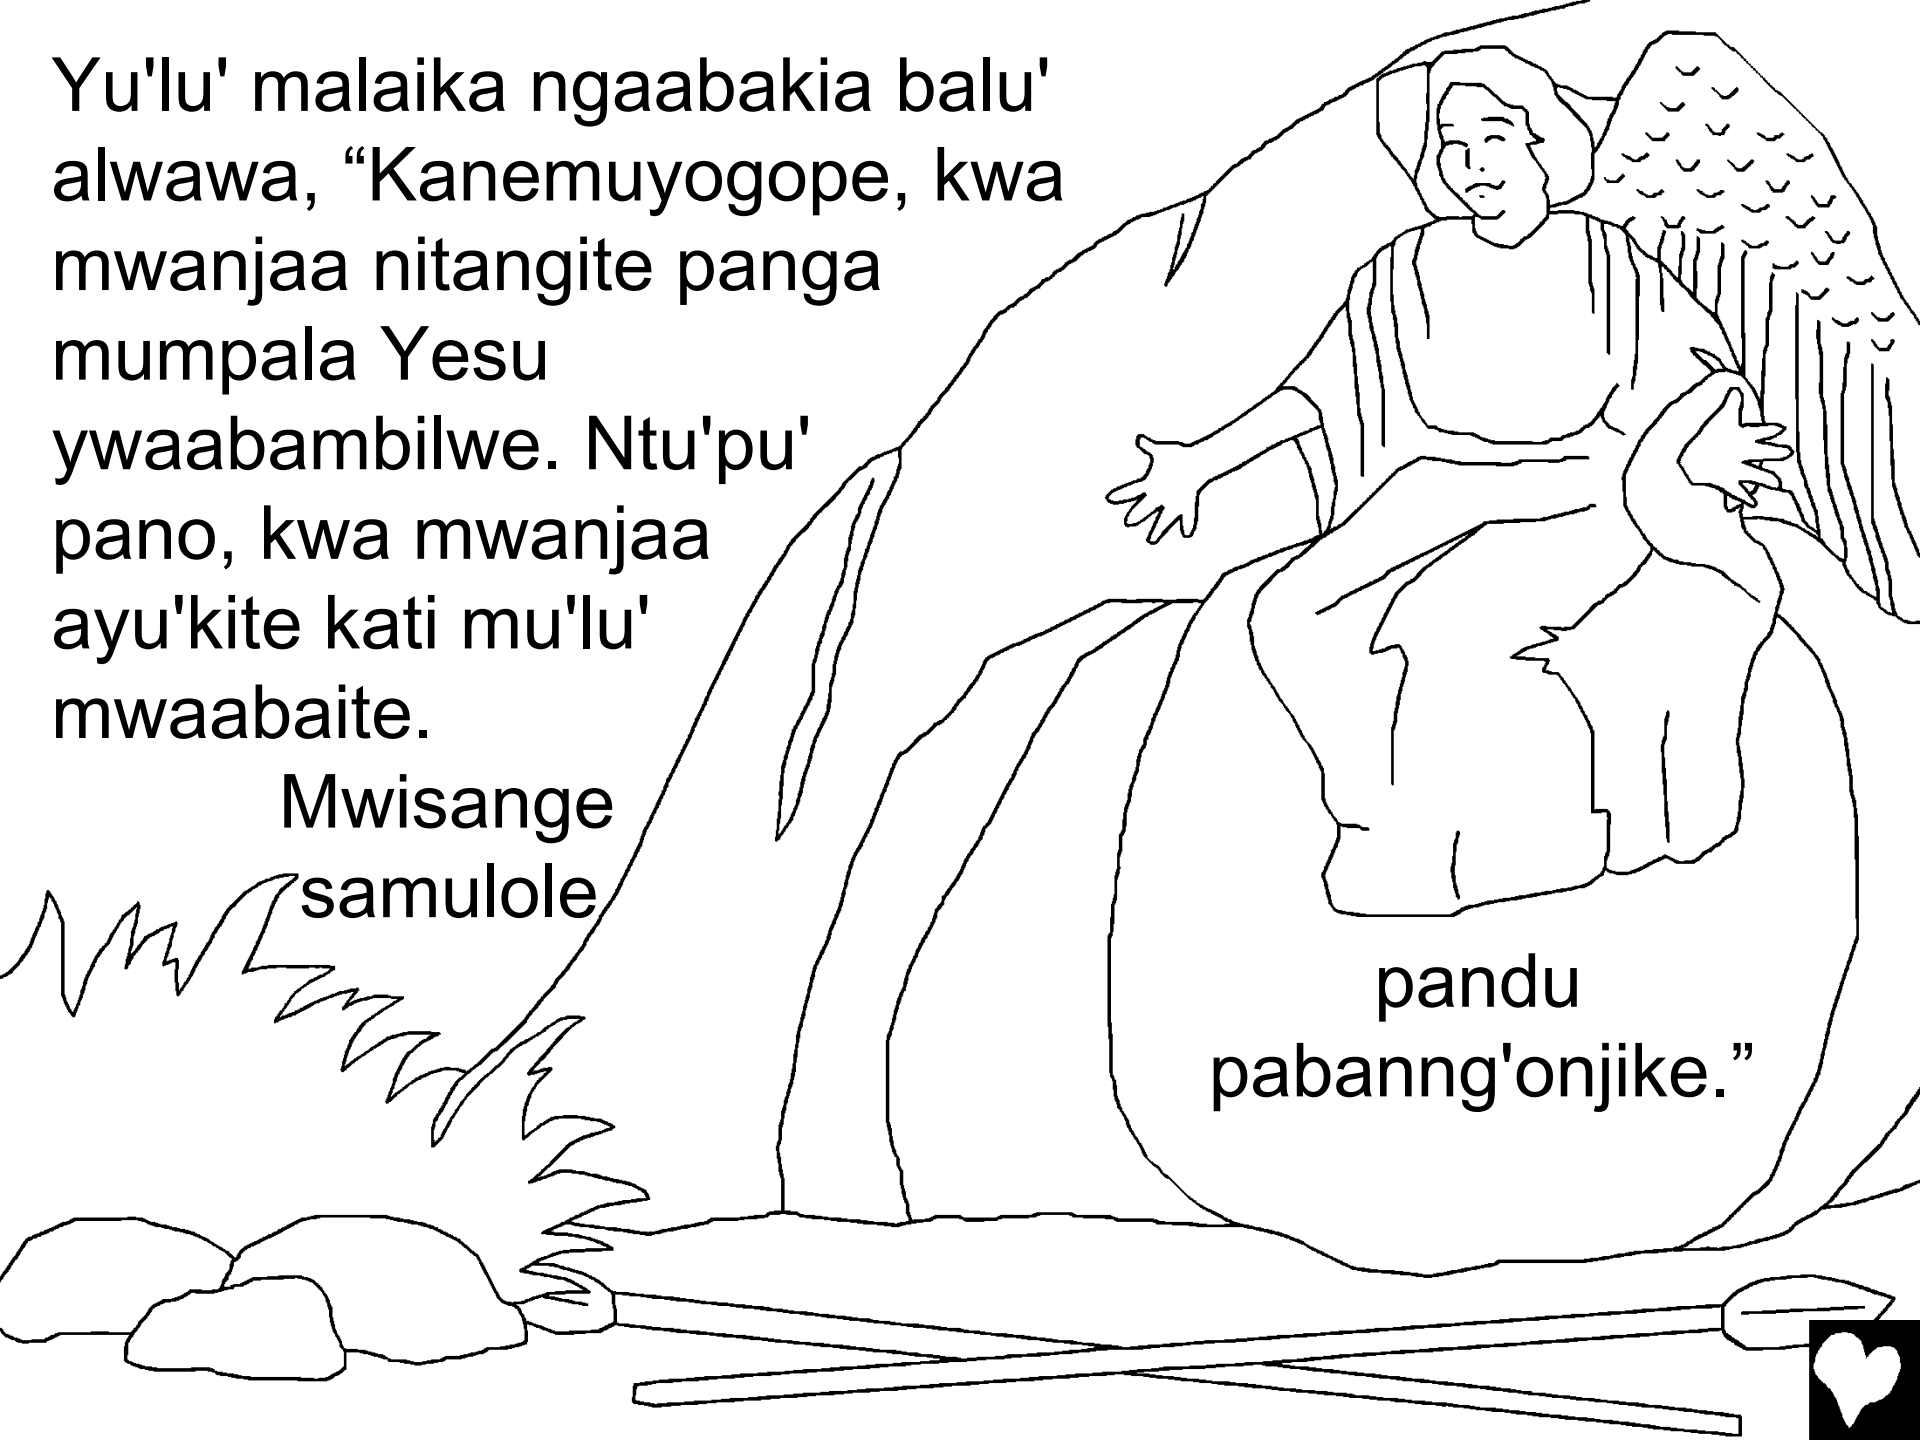 Yu'lu' malaika ngaabakia balu'
alwawa, “Kanemuyogope, kwa
mwanjaa nitangite panga
mumpala Yesu
ywaabambilwe. Ntu'pu'
pano, kwa mwanjaa
ayu'kite kati mu'lu'
mwaabaite.
Mwisange
samulole
pandu
pabanng'onjike.”